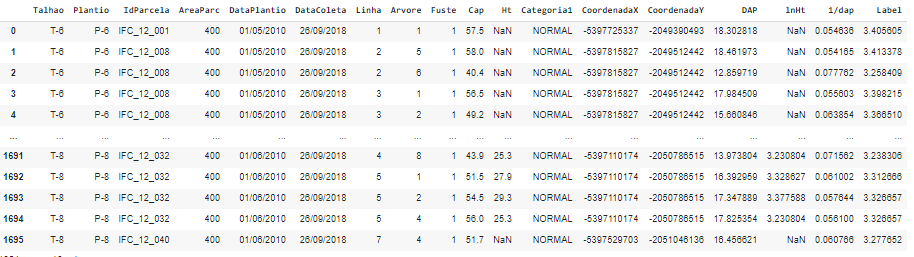 Talhao Plantio IdParcela AreaParc DataPlantio DataColeta Linha Arvore Fuste Cap Ht Categoria1 CoordenadaX CoordenadaY DAP lnHt 1/dap Label
0 T-6 P-6 IFC_12_001 400 01/05/2010 26/09/2018 1 1 1 57.5 NaN NORMAL -5397725337 -2049390493 18.302818 NaN 0.054636 3.405605
1 T-6 P-6 IFC_12_008 400 01/05/2010 26/09/2018 2 5 1 58.0 NaN NORMAL -5397815827 -2049512442 18.461973 NaN 0.054165 3.413378
2 T-6 P-6 IFC_12_008 400 01/05/2010 26/09/2018 2 6 1 40.4 NaN NORMAL -5397815827 -2049512442 12.859719 NaN 0.077762 3.258409
3 T-6 P-6 IFC_12_008 400 01/05/2010 26/09/2018 3 1 1 56.5 NaN NORMAL -5397815827 -2049512442 17.984509 NaN 0.055603 3.398215
4 T-6 P-6 IFC_12_008 400 01/05/2010 26/09/2018 3 2 1 49.2 NaN NORMAL -5397815827 -2049512442 15.660846 NaN 0.063854 3.366510
... ... ... ... ... ... ... ... ... ... ... ... ... ... ... ... ... ... ...
1691 T-8 P-8 IFC_12_032 400 01/06/2010 26/09/2018 4 8 1 43.9 25.3 NORMAL -5397110174 -2050786515 13.973804 3.230804 0.071562 3.238306
1692 T-8 P-8 IFC_12_032 400 01/06/2010 26/09/2018 5 1 1 51.5 27.9 NORMAL -5397110174 -2050786515 16.392959 3.328627 0.061002 3.312666
1693 T-8 P-8 IFC_12_032 400 01/06/2010 26/09/2018 5 2 1 54.5 29.3 NORMAL -5397110174 -2050786515 17.347889 3.377588 0.057644 3.326657
1694 T-8 P-8 IFC_12_032 400 01/06/2010 26/09/2018 5 4 1 56.0 25.3 NORMAL -5397110174 -2050786515 17.825354 3.230804 0.056100 3.326657
1695 T-8 P-8 IFC_12_040 400 01/06/2010 26/09/2018 7 4 1 51.7 NaN NORMAL -5397529703 -2051046136 16.456621 NaN 0.060766 3.277652